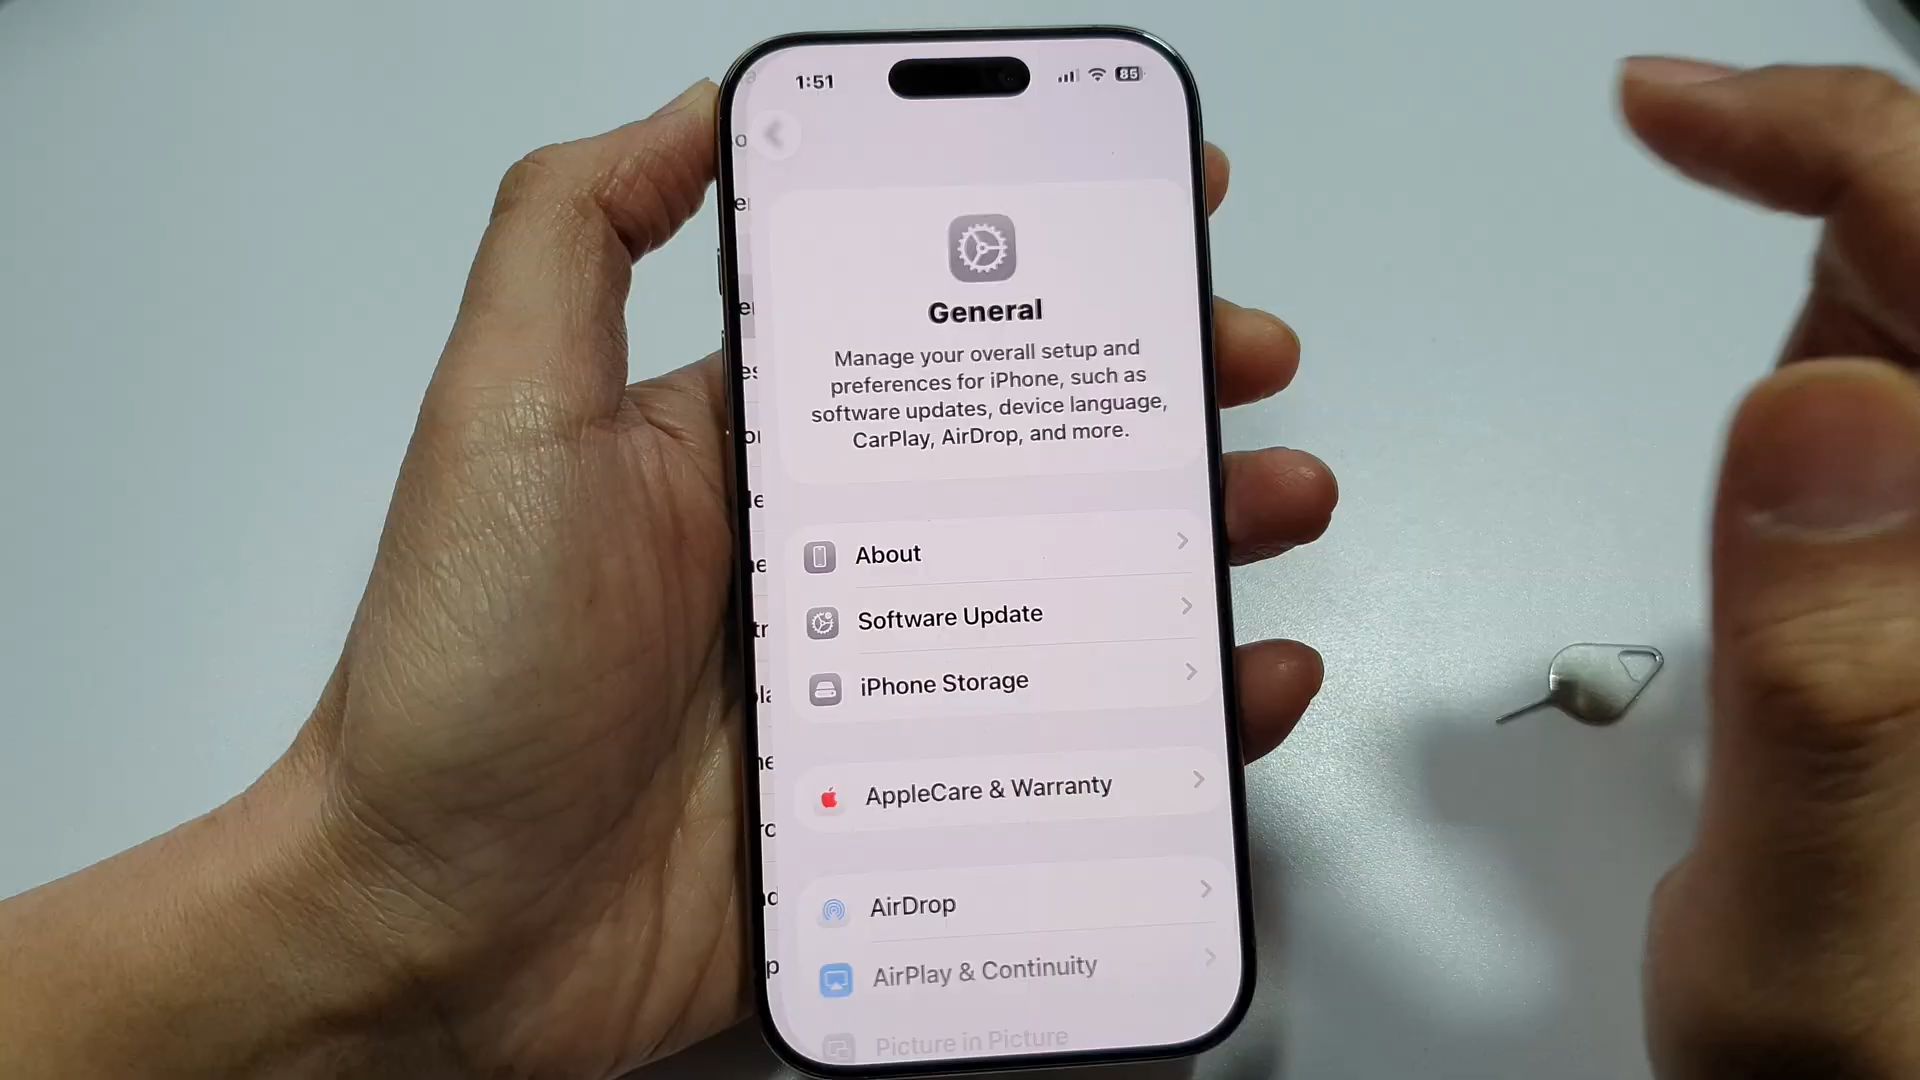 1:51
85
General
Manage your overall setup and
preferences for iPhone, such as
software updates, device language,
CarPlay, AirDrop, and more.
About
Software Update
iPhone Storage
AppleCare & Warranty
AirDrop
AirPlay & Continuity
Picture in Picture